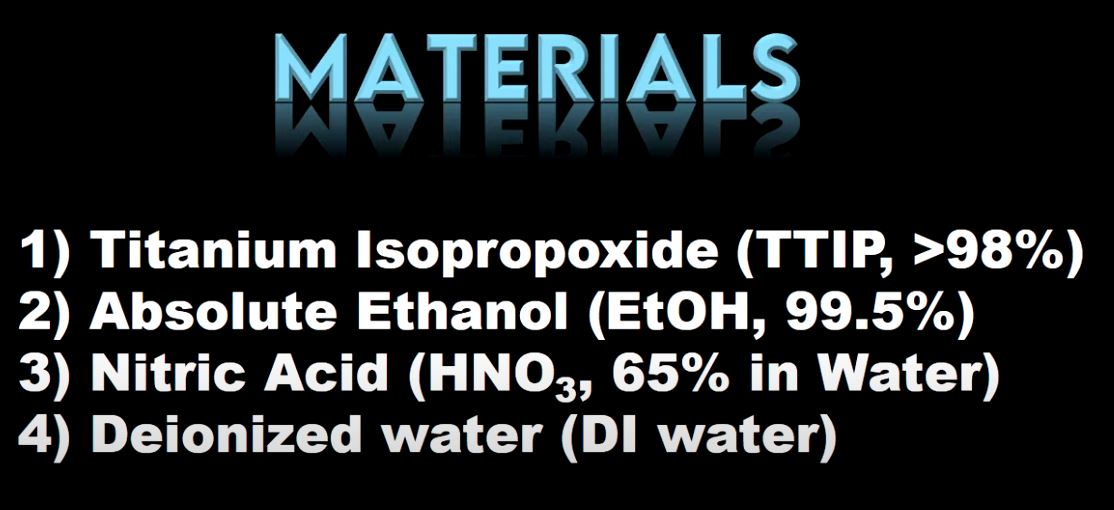 MATERIALS
1) Titanium Isopropoxide (TTIP, >98%)
2) Absolute Ethanol (EtOH, 99.5%)
3) Nitric Acid (HNO₃, 65% in Water)
4) Deionized water (DI water)